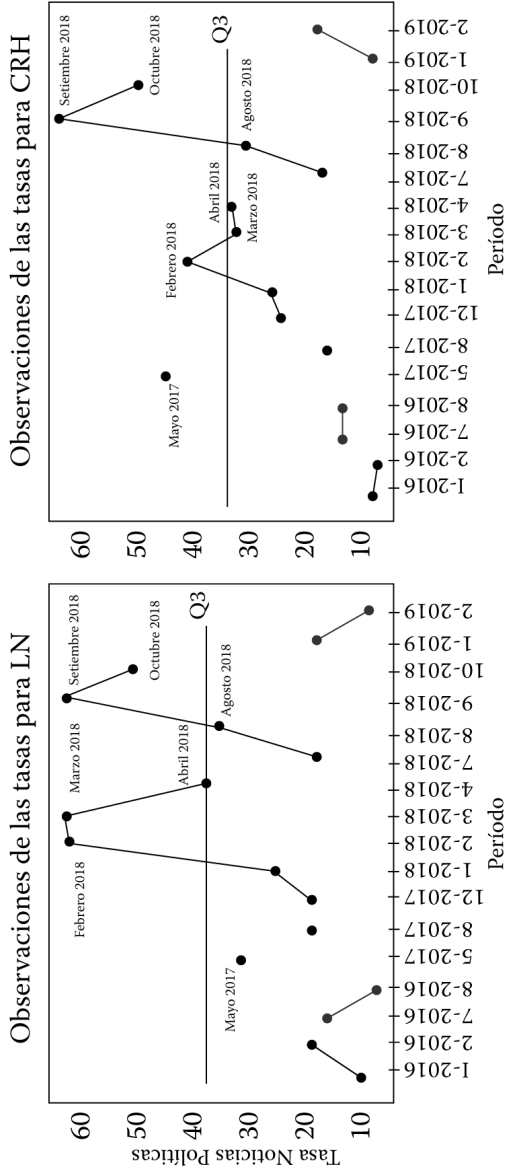 Observaciones de las tasas para LN
Tasa Noticias Políticas
60
50
40
30
20
10
Febrero 2018
Marzo 2018
Setiembre 2018
Octubre 2018
Abril 2018
Agosto 2018
Q3
Mayo 2017
1-2016
2-2016
7-2016
8-2016
5-2017
8-2017
12-2017
1-2018
2-2018
3-2018
4-2018
7-2018
8-2018
9-2018
10-2018
1-2019
2-2019
Período
Observaciones de las tasas para CRH
60
50
40
30
20
10
Setiembre 2018
Octubre 2018
Mayo 2017
Febrero 2018
Abril 2018
Marzo 2018
Agosto 2018
Q3
1-2016
2-2016
7-2016
8-2016
5-2017
8-2017
12-2017
1-2018
2-2018
3-2018
4-2018
7-2018
8-2018
9-2018
10-2018
1-2019
2-2019
Período